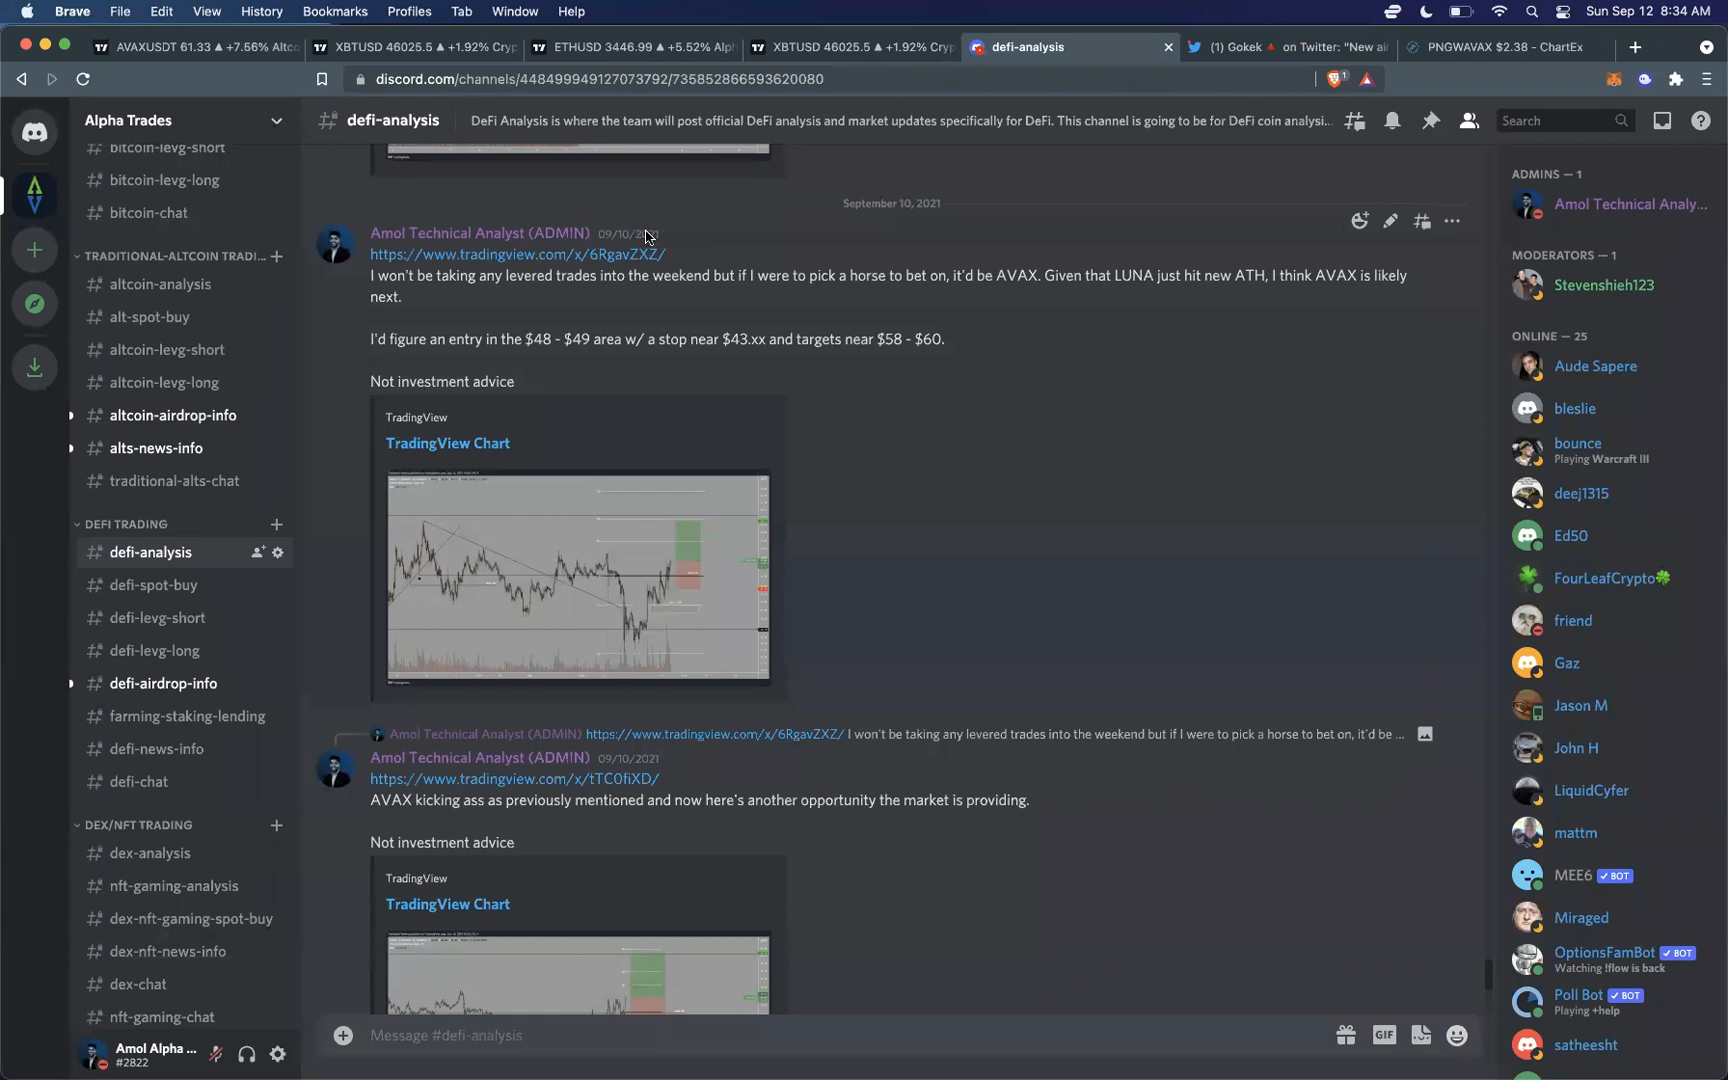 Brave File Edit View History Bookmarks Profiles Tab Window Help Sun Sep 12 8:34 AM
AVAXUSDT 61.33 ▲ +7.56% Altco
XBTUSD 46025.5 ▲ +1.92% Cryp
ETHUSD 3446.99 ▲ +5.52% Alph
XBTUSD 46025.5 ▲ +1.92% Cryp
defi-analysis
(1) Gokek🔺 on Twitter: "New ai
PNGWAVAX $2.38 - ChartEx
discord.com/channels/448499949127073792/735852866593620080
1
Alpha Trades
bitcoin-levg-short
bitcoin-levg-long
bitcoin-chat
TRADITIONAL-ALTCOIN TRADI...
altcoin-analysis
alt-spot-buy
altcoin-levg-short
altcoin-levg-long
altcoin-airdrop-info
alts-news-info
traditional-alts-chat
DEFI TRADING
defi-analysis
defi-spot-buy
defi-levg-short
defi-levg-long
defi-airdrop-info
farming-staking-lending
defi-news-info
defi-chat
DEX/NFT TRADING
dex-analysis
nft-gaming-analysis
dex-nft-gaming-spot-buy
dex-nft-news-info
dex-chat
nft-gaming-chat
Amol Alpha ...
#2822
defi-analysis
DeFi Analysis is where the team will post official DeFi analysis and market updates specifically for DeFi. This channel is going to be for DeFi coin analysi...
Search
September 10, 2021
Amol Technical Analyst (ADMIN) 09/10/2021
https://www.tradingview.com/x/6RgavZXZ/
I won't be taking any levered trades into the weekend but if I were to pick a horse to bet on, it'd be AVAX. Given that LUNA just hit new ATH, I think AVAX is likely
next.
I'd figure an entry in the $48 - $49 area w/ a stop near $43.xx and targets near $58 - $60.
Not investment advice
TradingView
TradingView Chart
Amol Technical Analyst (ADMIN) https://www.tradingview.com/x/6RgavZXZ/ I won't be taking any levered trades into the weekend but if I were to pick a horse to bet on, it'd be ...
Amol Technical Analyst (ADMIN) 09/10/2021
https://www.tradingview.com/x/tTC0fiXD/
AVAX kicking ass as previously mentioned and now here's another opportunity the market is providing.
Not investment advice
TradingView
TradingView Chart
Message #defi-analysis
GIF
ADMINS — 1
Amol Technical Analy...
MODERATORS — 1
Stevenshieh123
ONLINE — 25
Aude Sapere
bleslie
bounce
Playing Warcraft III
deej1315
Ed50
FourLeafCrypto🍀
friend
Gaz
Jason M
John H
LiquidCyfer
mattm
MEE6 ✓ BOT
Miraged
OptionsFamBot ✓ BOT
Watching !flow is back
Poll Bot ✓ BOT
Playing +help
satheesht